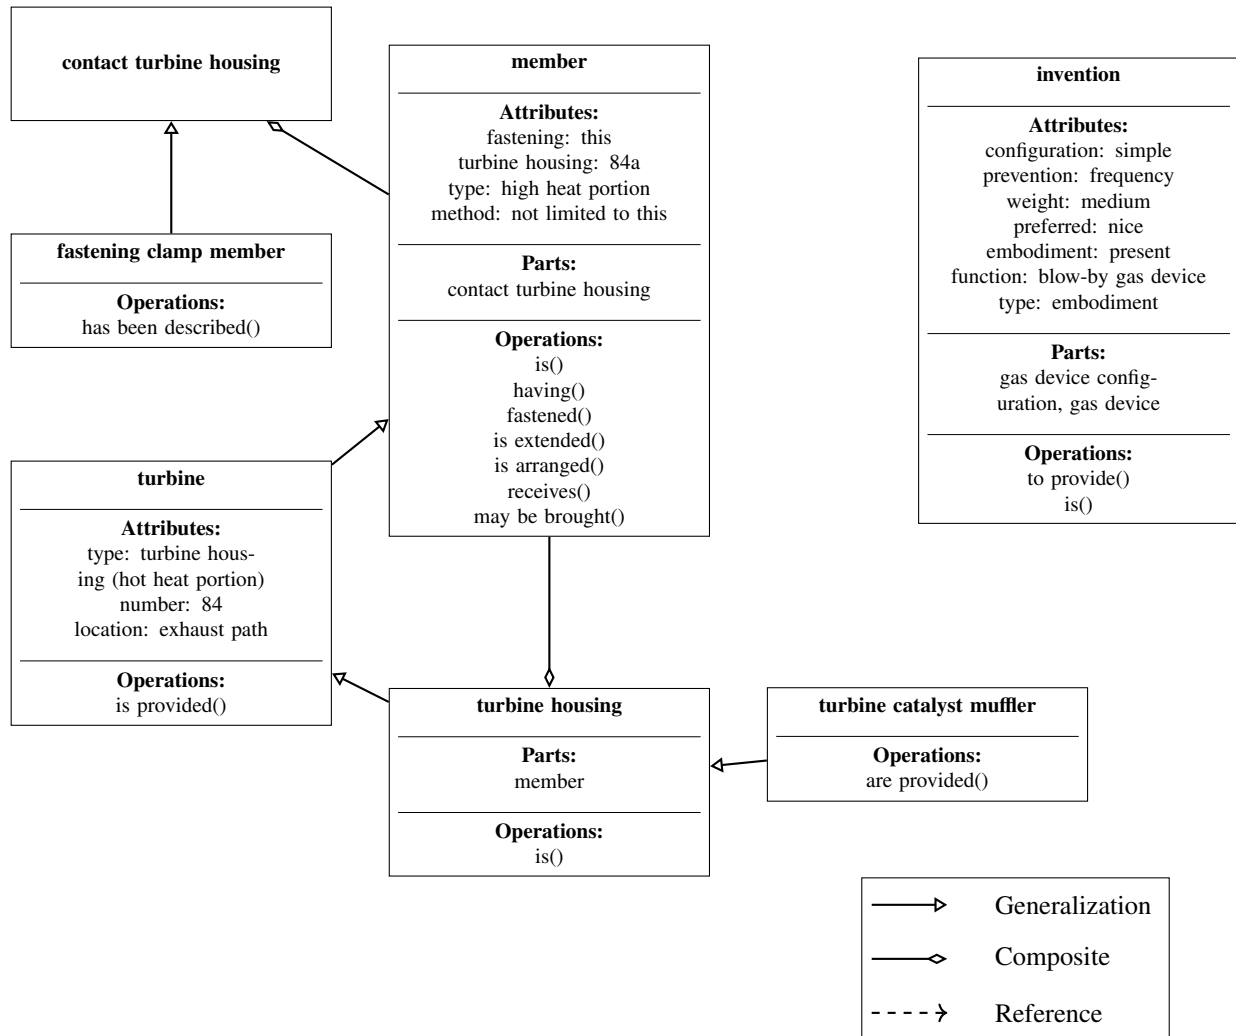 contact turbine housing
member
Attributes:
fastening: this
turbine housing: 84a
type: high heat portion
method: not limited to this
Parts:
contact turbine housing
Operations:
is()
having()
fastened()
is extended()
is arranged()
receives()
may be brought()
invention
Attributes:
configuration: simple
prevention: frequency
weight: medium
preferred: nice
embodiment: present
function: blow-by gas device
type: embodiment
Parts:
gas device config-
uration, gas device
Operations:
to provide()
is()
fastening clamp member
Operations:
has been described()
turbine
Attributes:
type: turbine hous-
ing (hot heat portion)
number: 84
location: exhaust path
Operations:
is provided()
turbine housing
Parts:
member
Operations:
is()
turbine catalyst muffler
Operations:
are provided()
Generalization
Composite
Reference